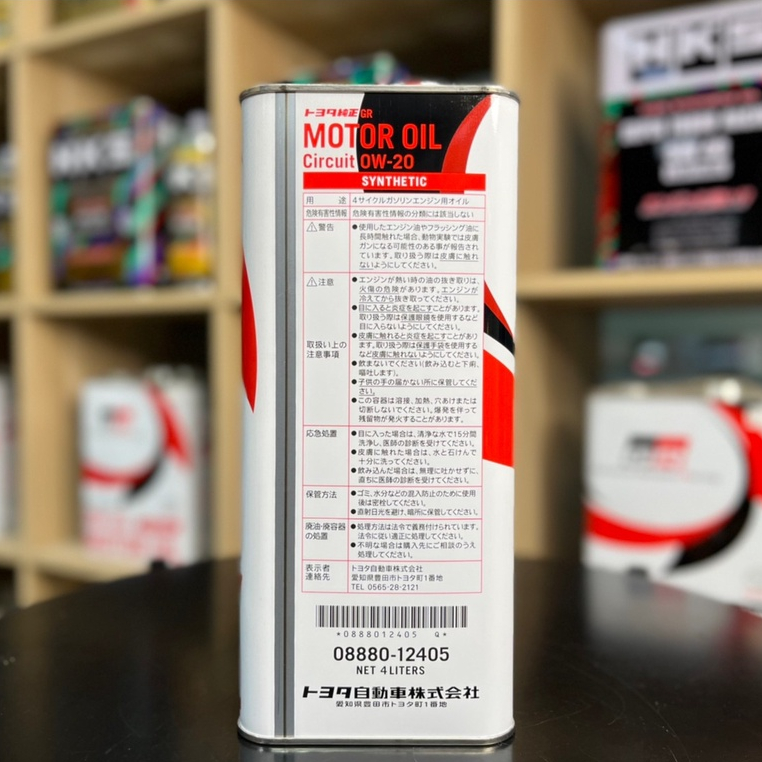 トヨタ純正 GR
MOTOR OIL
Circuit 0W-20
SYNTHETIC
用 途 4サイクルガソリンエンジン用オイル
危険有害性情報 危険有害性情報の分類には該当しない
⚠警告 ●使用したエンジン油やフラッシング油に
長時間触れた場合、動物実験では皮膚
ガンになる可能性のある事が報告され
ています。取り扱う際は皮膚に触れ
ないようにしてください。
⚠注意 ●エンジンが熱い時の油の抜き取りは、
火傷の危険があります。エンジンが
冷えてから抜き取ってください。
●目に入ると炎症を起こすことがあります。
取り扱う際は保護眼鏡を使用するなど
目に入らないようにしてください。
●皮膚に触れると炎症を起こすことがあり
取扱い上の
注意事項
ます。取り扱う際は保護手袋を使用する
など皮膚に触れないようにしてください。
●飲まないでください(飲み込むと下痢、
嘔吐します)。
●子供の手の届かない所に保管してくだ
さい。
●この容器は溶接、加熱、穴あけまたは
切断しないでください。爆発を伴って
残留物が発火することがあります。
応急処置 ●目に入った場合は、清浄な水で15分間
洗浄し、医師の診断を受けてください。
●皮膚に触れた場合は、水と石けんで
十分に洗ってください。
●飲み込んだ場合は、無理に吐かせずに、
直ちに医師の診断を受けてください。
保管方法 ●ゴミ、水分などの混入防止のために使用
後は密栓してください。
●直射日光を避け、暗所に保管してください。
廃油・廃容器
の処置
●処理方法は法令で義務付けられています。
法令に従い適正に処理してください。
●不明な場合は購入先にご相談のうえ
処理してください。
表示者
連絡先
トヨタ自動車株式会社
愛知県豊田市トヨタ町1番地
TEL 0565-28-2121
*0888012405 Q*
08880-12405
NET 4 LITERS
トヨタ自動車株式会社
愛知県豊田市トヨタ町1番地
HKS
HKS